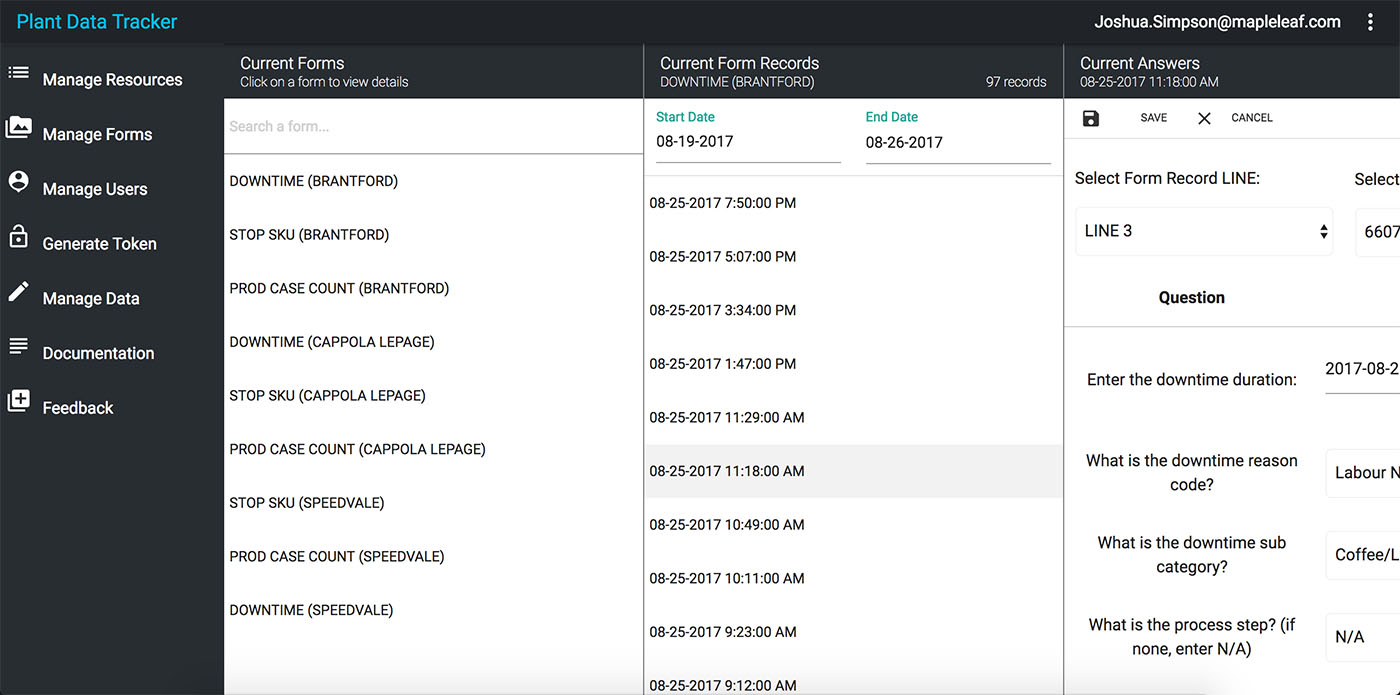 Plant Data Tracker
Joshua.Simpson@mapleleaf.com
Manage Resources
Manage Forms
Manage Users
Generate Token
Manage Data
Documentation
Feedback
Current Forms
Click on a form to view details
Search a form...
DOWNTIME (BRANTFORD)
STOP SKU (BRANTFORD)
PROD CASE COUNT (BRANTFORD)
DOWNTIME (CAPPOLA LEPAGE)
STOP SKU (CAPPOLA LEPAGE)
PROD CASE COUNT (CAPPOLA LEPAGE)
STOP SKU (SPEEDVALE)
PROD CASE COUNT (SPEEDVALE)
DOWNTIME (SPEEDVALE)
Current Form Records
DOWNTIME (BRANTFORD) 97 records
Start Date End Date
08-19-2017 08-26-2017
08-25-2017 7:50:00 PM
08-25-2017 5:07:00 PM
08-25-2017 3:34:00 PM
08-25-2017 1:47:00 PM
08-25-2017 11:29:00 AM
08-25-2017 11:18:00 AM
08-25-2017 10:49:00 AM
08-25-2017 10:11:00 AM
08-25-2017 9:23:00 AM
08-25-2017 9:12:00 AM
Current Answers
08-25-2017 11:18:00 AM
SAVE CANCEL
Select Form Record LINE: Select
LINE 3 6607
Question
Enter the downtime duration: 2017-08-2
What is the downtime reason
code?
Labour N
What is the downtime sub
category?
Coffee/L
What is the process step? (if
none, enter N/A)
N/A